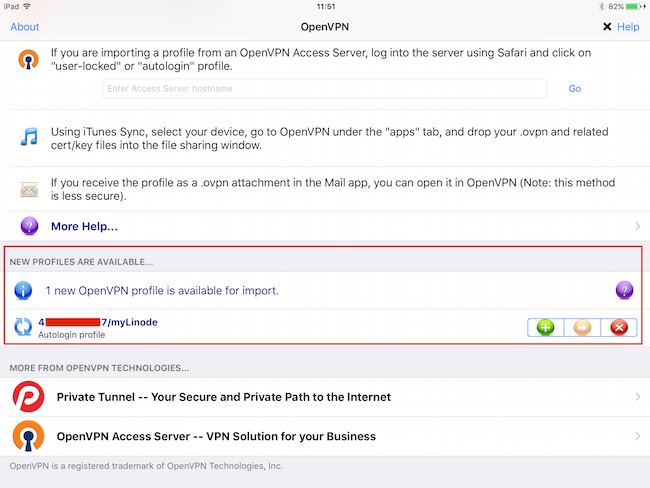 iPad 11:51 82%
About OpenVPN Help
If you are importing a profile from an OpenVPN Access Server, log into the server using Safari and click on
"user-locked" or "autologin" profile.
Enter Access Server hostname Go
Using iTunes Sync, select your device, go to OpenVPN under the "apps" tab, and drop your .ovpn and related
cert/key files into the file sharing window.
If you receive the profile as a .ovpn attachment in the Mail app, you can open it in OpenVPN (Note: this method
is less secure).
More Help...
NEW PROFILES ARE AVAILABLE...
1 new OpenVPN profile is available for import.
4 7/myLinode
Autologin profile
MORE FROM OPENVPN TECHNOLOGIES...
Private Tunnel -- Your Secure and Private Path to the Internet
OpenVPN Access Server -- VPN Solution for your Business
OpenVPN is a registered trademark of OpenVPN Technologies, Inc.